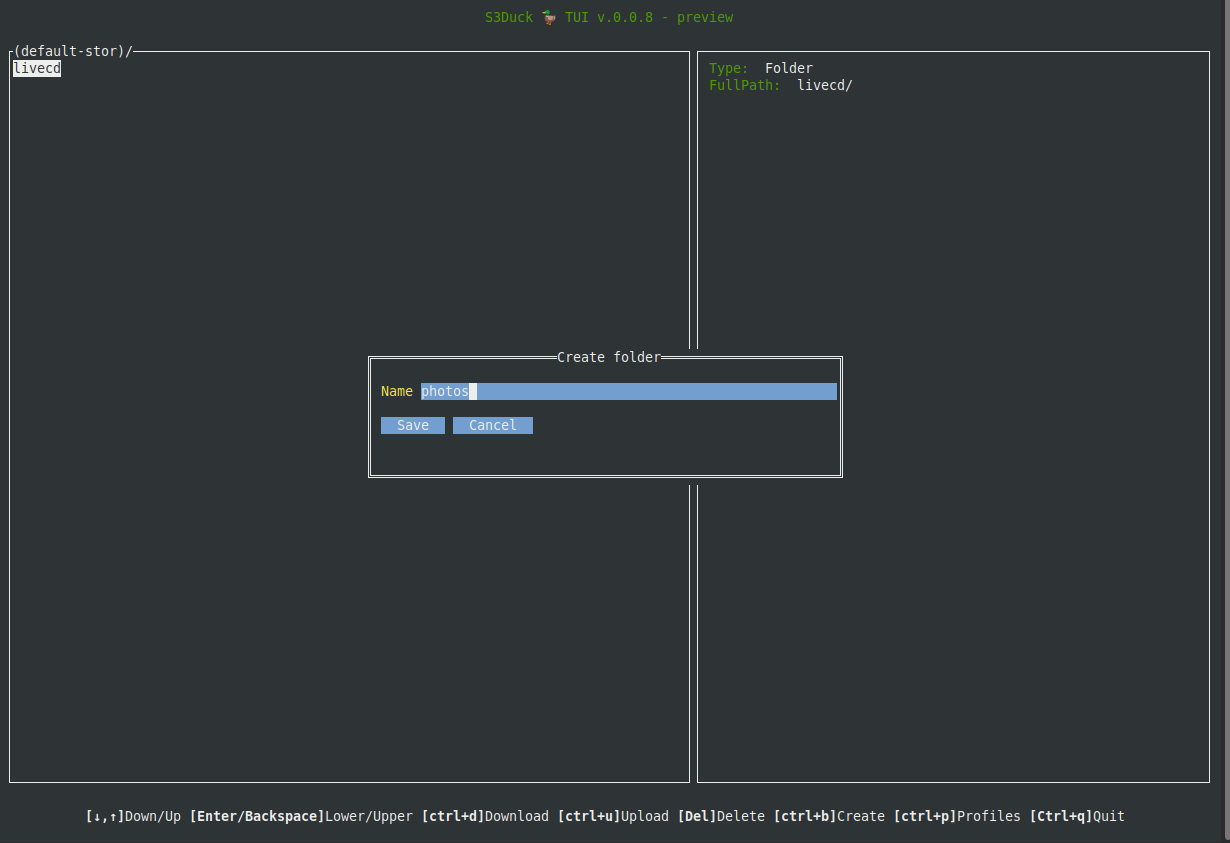 S3Duck 🦆 TUI v.0.0.8 - preview
(default-stor)/
livecd
Type: Folder
FullPath: livecd/
Create folder
Name photos
Save Cancel
[↓,↑]Down/Up [Enter/Backspace]Lower/Upper [ctrl+d]Download [ctrl+u]Upload [Del]Delete [ctrl+b]Create [ctrl+p]Profiles [Ctrl+q]Quit